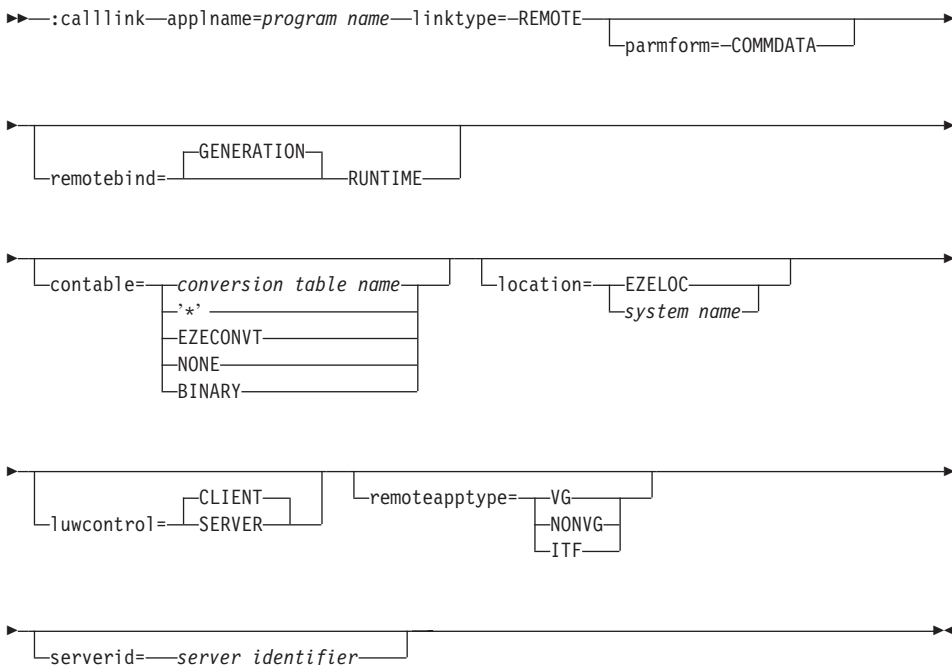 :calllink applname=program name linktype= REMOTE
parmform= COMMDATA
GENERATION
remotebind= RUNTIME
contable= conversion table name location= EZELOC
’*’ system name
EZECONVT
NONE
BINARY
CLIENT remoteapptype= VG
luwcontrol= SERVER NONVG
ITF
serverid= server identifier